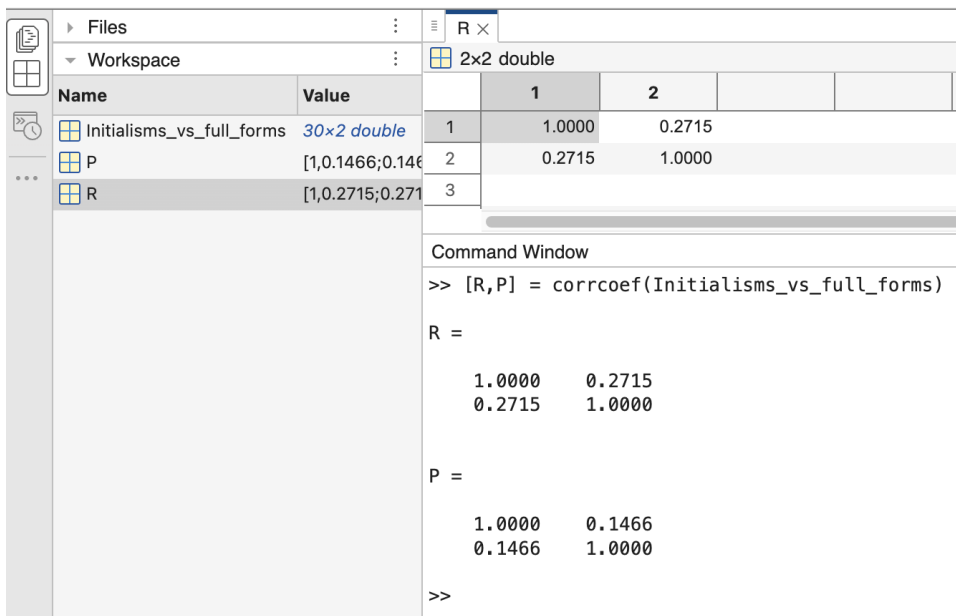 Files
Workspace
Name Value
Initialisms_vs_full_forms 30×2 double
P [1,0.1466;0.146
R [1,0.2715;0.271
R ×
2×2 double
1 2
1 1.0000 0.2715
2 0.2715 1.0000
3
Command Window
>> [R,P] = corrcoef(Initialisms_vs_full_forms)
R =
1.0000 0.2715
0.2715 1.0000
P =
1.0000 0.1466
0.1466 1.0000
>>